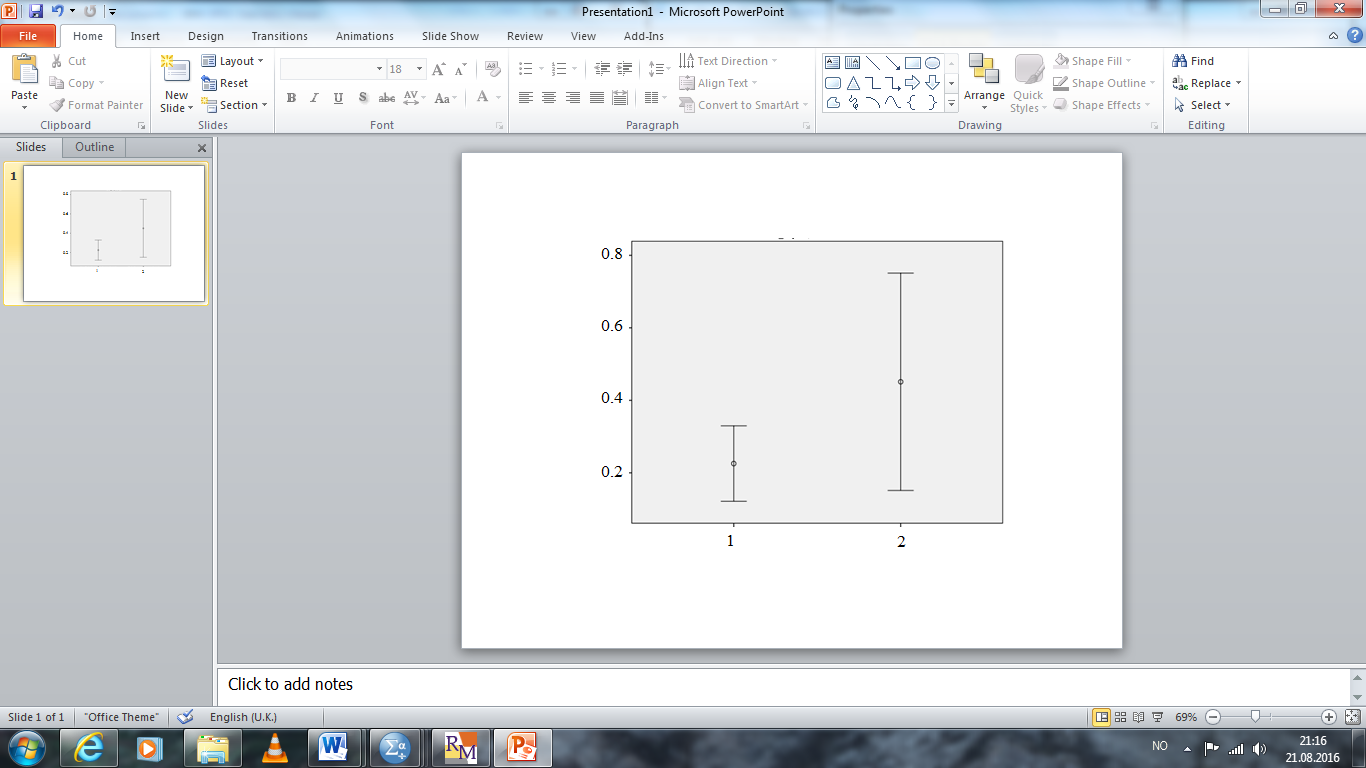 Presentation1 - Microsoft PowerPoint
File Home Insert Design Transitions Animations Slide Show Review View Add-Ins
Paste
Cut
Copy
Format Painter
Clipboard
New Slide
Layout
Reset
Section
Slides
18
B I U S abc AV Aa A
Font
Text Direction
Align Text
Convert to SmartArt
Paragraph
Arrange
Quick Styles
Shape Fill
Shape Outline
Shape Effects
Drawing
Find
Replace
Select
Editing
Slides Outline
1
0.8
0.6
0.4
0.2
1 2
Click to add notes
Slide 1 of 1 "Office Theme" English (U.K.) 69%
NO 21:16
21.08.2016